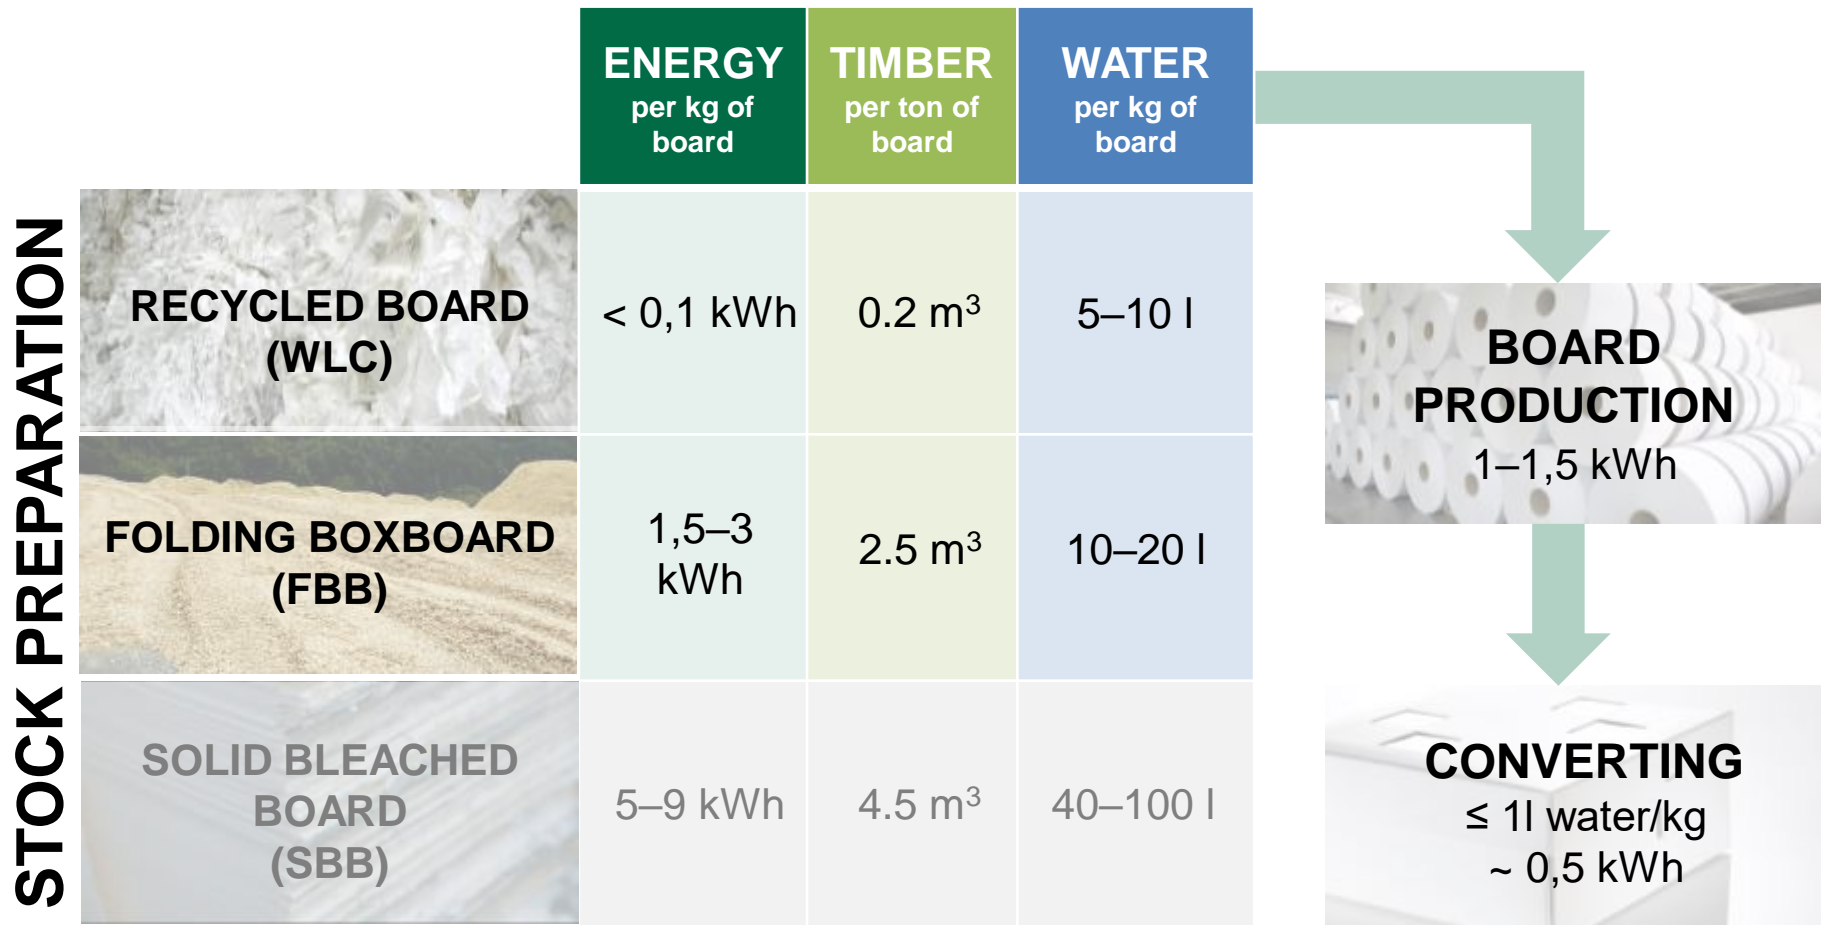 STOCK PREPARATION
ENERGY
per kg of
board
TIMBER
per ton of
board
WATER
per kg of
board
RECYCLED BOARD
(WLC)
< 0,1 kWh
0.2 m³
5–10 l
FOLDING BOXBOARD
(FBB)
1,5–3
kWh
2.5 m³
10–20 l
SOLID BLEACHED
BOARD
(SBB)
5–9 kWh
4.5 m³
40–100 l
BOARD
PRODUCTION
1–1,5 kWh
CONVERTING
≤ 1l water/kg
~ 0,5 kWh